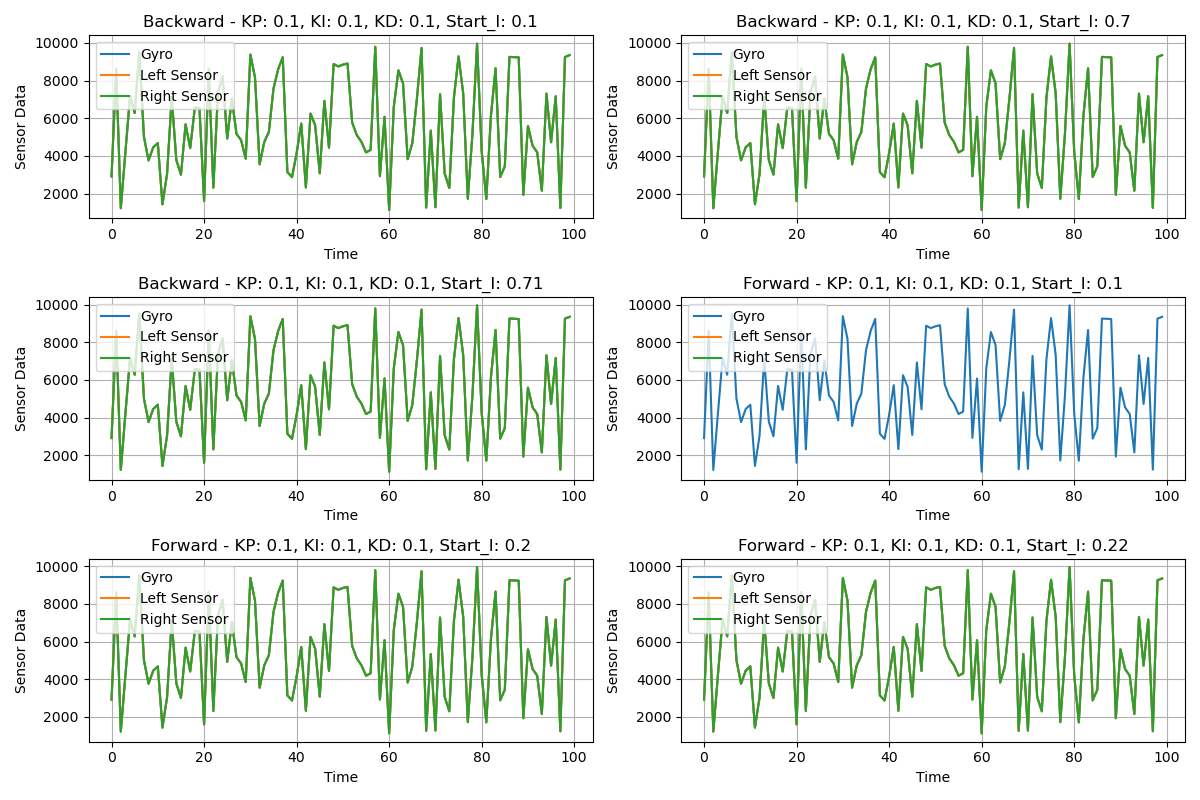 Backward - KP: 0.1, KI: 0.1, KD: 0.1, Start_I: 0.1
Sensor Data
10000
8000
6000
4000
2000
Gyro
Left Sensor
Right Sensor
0 20 40 60 80 100
Time
Backward - KP: 0.1, KI: 0.1, KD: 0.1, Start_I: 0.7
Sensor Data
10000
8000
6000
4000
2000
Gyro
Left Sensor
Right Sensor
0 20 40 60 80 100
Time
Backward - KP: 0.1, KI: 0.1, KD: 0.1, Start_I: 0.71
Sensor Data
10000
8000
6000
4000
2000
Gyro
Left Sensor
Right Sensor
0 20 40 60 80 100
Time
Forward - KP: 0.1, KI: 0.1, KD: 0.1, Start_I: 0.1
Sensor Data
10000
8000
6000
4000
2000
Gyro
Left Sensor
Right Sensor
0 20 40 60 80 100
Time
Forward - KP: 0.1, KI: 0.1, KD: 0.1, Start_I: 0.2
Sensor Data
10000
8000
6000
4000
2000
Gyro
Left Sensor
Right Sensor
0 20 40 60 80 100
Time
Forward - KP: 0.1, KI: 0.1, KD: 0.1, Start_I: 0.22
Sensor Data
10000
8000
6000
4000
2000
Gyro
Left Sensor
Right Sensor
0 20 40 60 80 100
Time